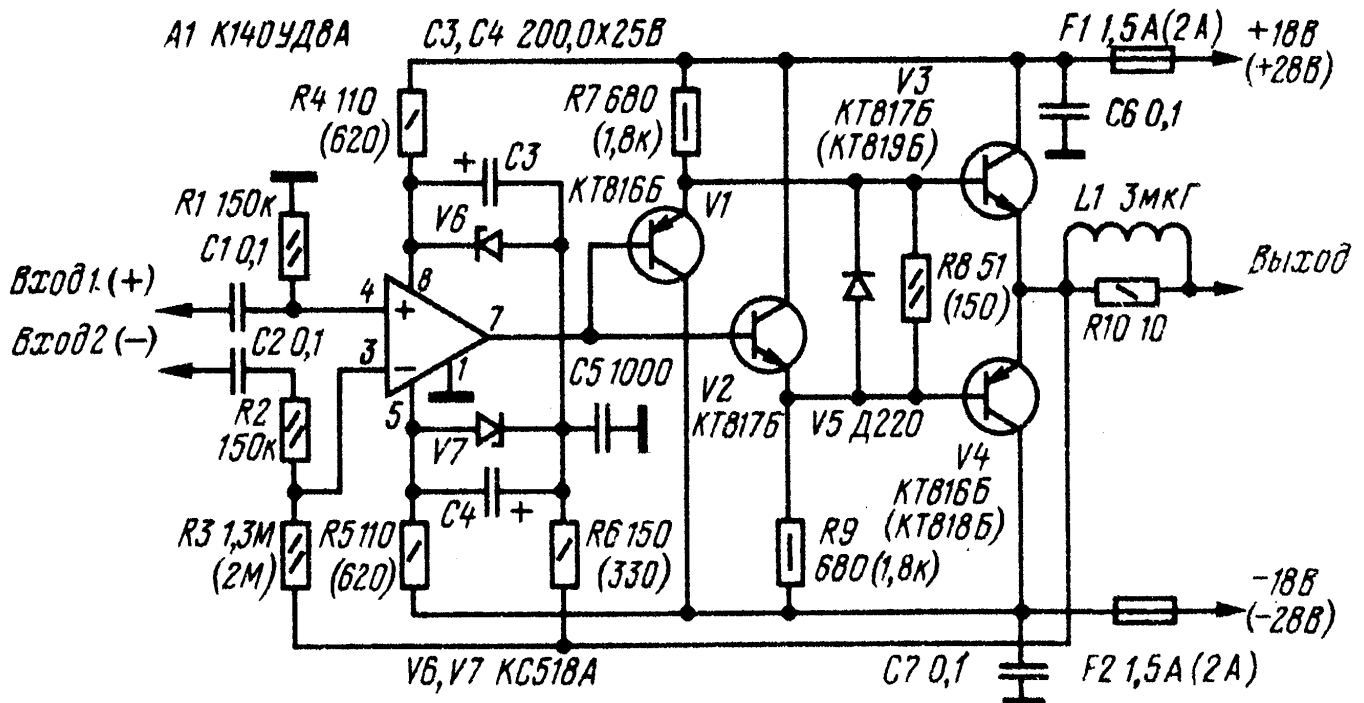 A1 К140УД8А
C3, C4 200,0x25В
F1 1,5А(2А)
+18В
(+28В)
R4 110
(620)
R7 680
(1,8к)
V3
КТ817Б
(КТ819Б)
C6 0,1
+
C3
КТ816Б
V1
L1 3мкГ
R1 150к
C1 0,1
V6
R8 51
(150)
Выход
Вход1 (+)
4
+
8
7
R10 10
Вход2 (−)
C2 0,1
3
−
1
5
C5 1000
V2
КТ817Б
V5 Д220
R2
150к
V7
V4
КТ816Б
(КТ818Б)
C4
+
R3 1,3М
(2М)
R5 110
(620)
R6 150
(330)
R9
680(1,8к)
−18В
(−28В)
V6, V7 КС518А
C7 0,1
F2 1,5А(2А)